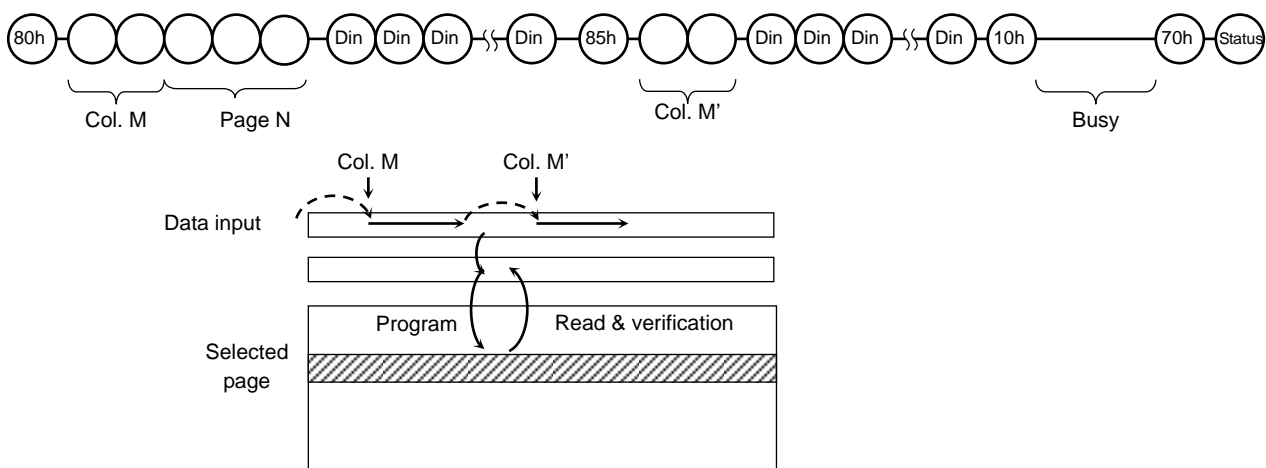 80h Din Din Din Din 85h Din Din Din Din 10h 70h Status
Col. M Page N Col. M’ Busy
Col. M Col. M’
Data input
Program Read & verification
Selected
page